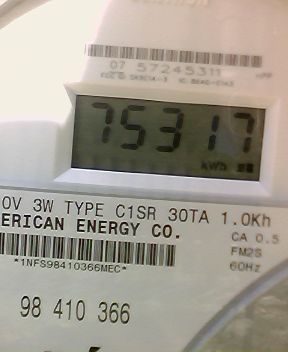 07 57245311
75317
kWh
0V 3W TYPE C1SR 30TA 1.0Kh
ERICAN ENERGY CO.
CA 0.5
FM2S
60Hz
*1NFS98410366MEC*
98 410 366